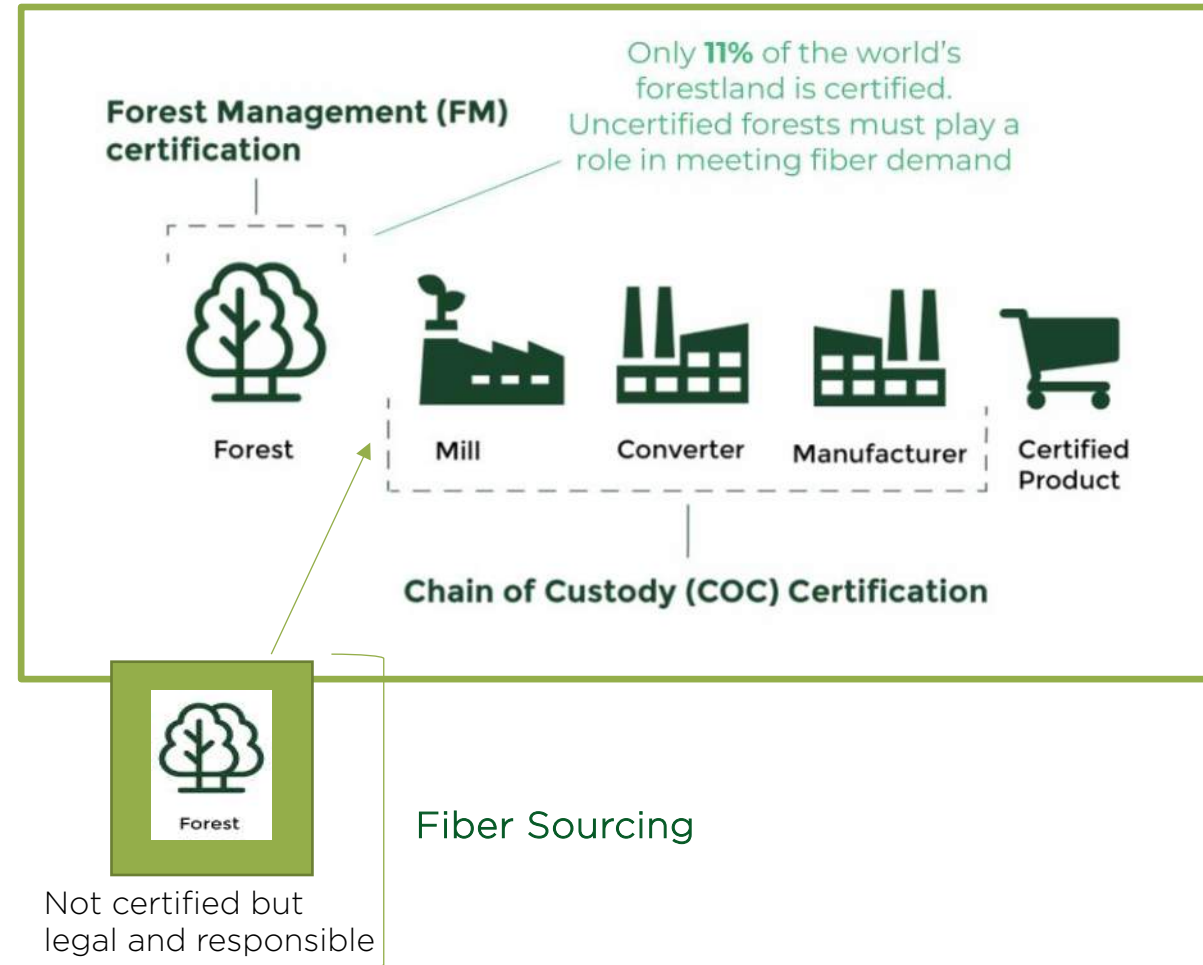 Only 11% of the world's
forestland is certified.
Uncertified forests must play a
role in meeting fiber demand
Forest Management (FM)
certification
Forest
Mill
Converter
Manufacturer
Certified
Product
Chain of Custody (COC) Certification
Forest
Fiber Sourcing
Not certified but
legal and responsible